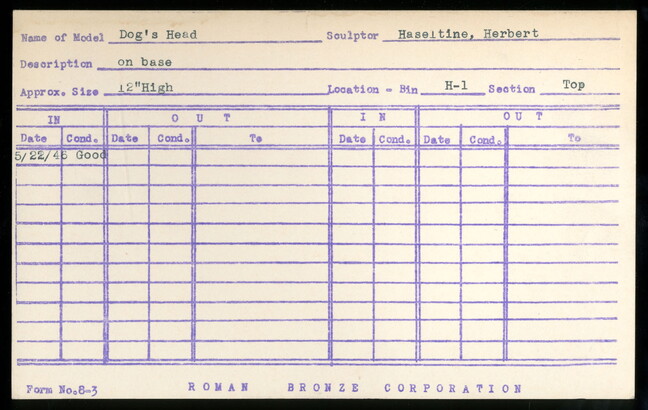 Name of Model Dog's Head Sculptor Haseltine, Herbert
Description on base
Approx. Size 12"High Location - Bin H-1 Section Top
IN OUT IN OUT
Date Cond. Date Cond. To Date Cond. Date Cond. To
5/22/45 Good
Form No.8-3 ROMAN BRONZE CORPORATION